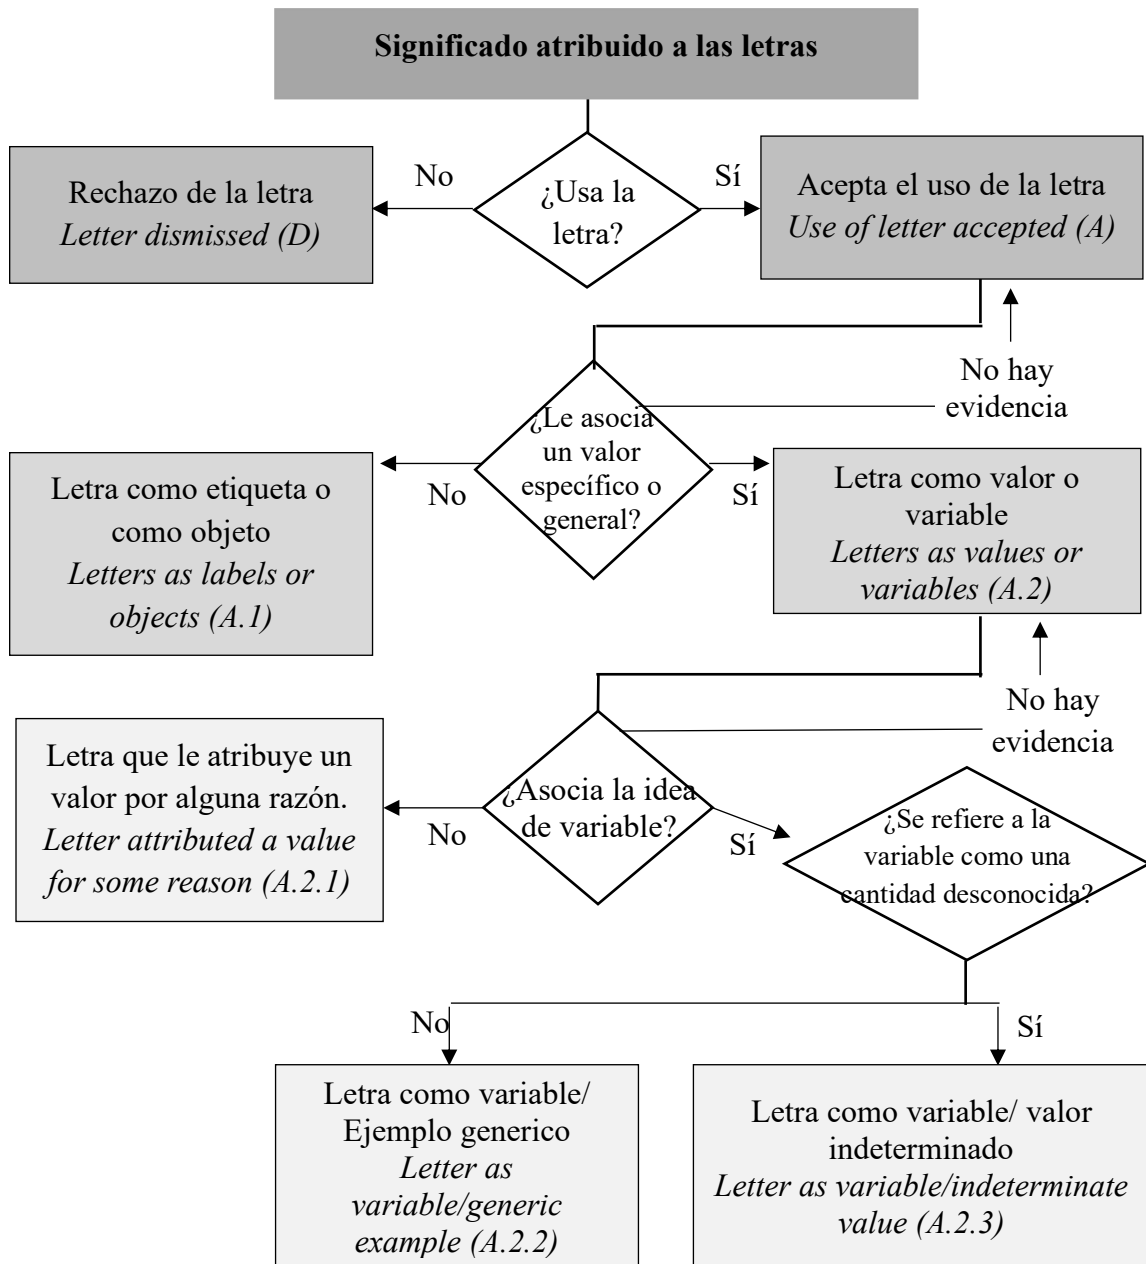 Significado atribuido a las letras
No
Sí
Rechazo de la letra
Letter dismissed (D)
¿Usa la
letra?
Acepta el uso de la letra
Use of letter accepted (A)
No hay
evidencia
¿Le asocia
un valor
específico o
general?
No
Sí
Letra como etiqueta o
como objeto
Letters as labels or
objects (A.1)
Letra como valor o
variable
Letters as values or
variables (A.2)
No hay
evidencia
Letra que le atribuye un
valor por alguna razón.
Letter attributed a value
for some reason (A.2.1)
No
¿Asocia la idea
de variable?
Sí
¿Se refiere a la
variable como una
cantidad desconocida?
No
Sí
Letra como variable/
Ejemplo generico
Letter as
variable/generic
example (A.2.2)
Letra como variable/ valor
indeterminado
Letter as variable/indeterminate
value (A.2.3)